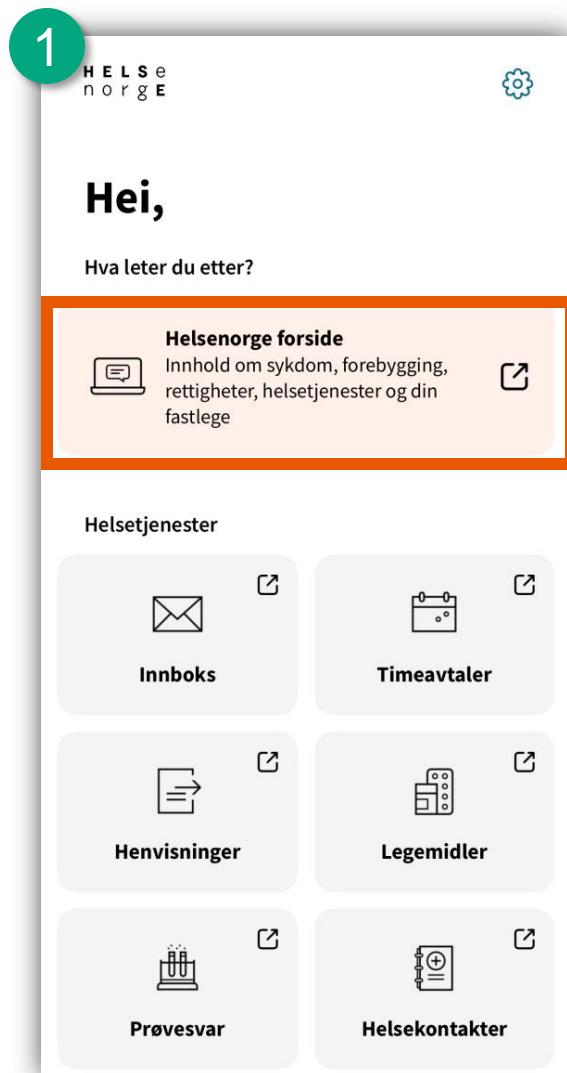 1
HELSe
norgE
Hei,
Hva leter du etter?
Helsenorge forside
Innhold om sykdom, forebygging,
rettigheter, helsetjenester og din
fastlege
Helsetjenester
Innboks
Timeavtaler
Henvisninger
Legemidler
Prøvesvar
Helsekontakter